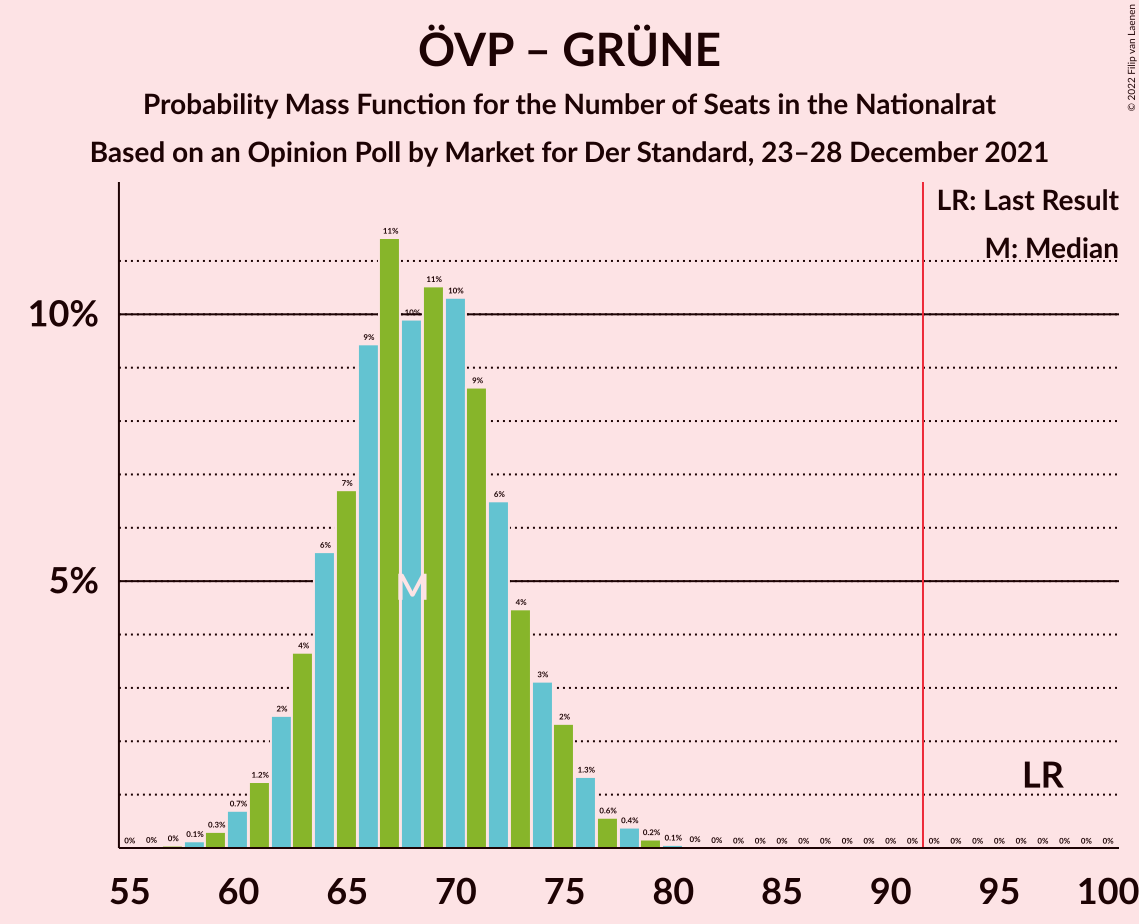 ÖVP – GRÜNE
Probability Mass Function for the Number of Seats in the Nationalrat
Based on an Opinion Poll by Market for Der Standard, 23–28 December 2021
© 2022 Filip van Laenen
LR: Last Result
M: Median
10%
5%
0% 0% 0% 0.1% 0.3% 0.7% 1.2% 2% 4% 6% 7% 9% 11% 10% 11% 10% 9% 6% 4% 3% 2% 1.3% 0.6% 0.4% 0.2% 0.1% 0% 0% 0% 0% 0% 0% 0% 0% 0% 0% 0% 0% 0% 0% 0% 0% 0% 0% 0% 0%
M
LR
55 60 65 70 75 80 85 90 95 100